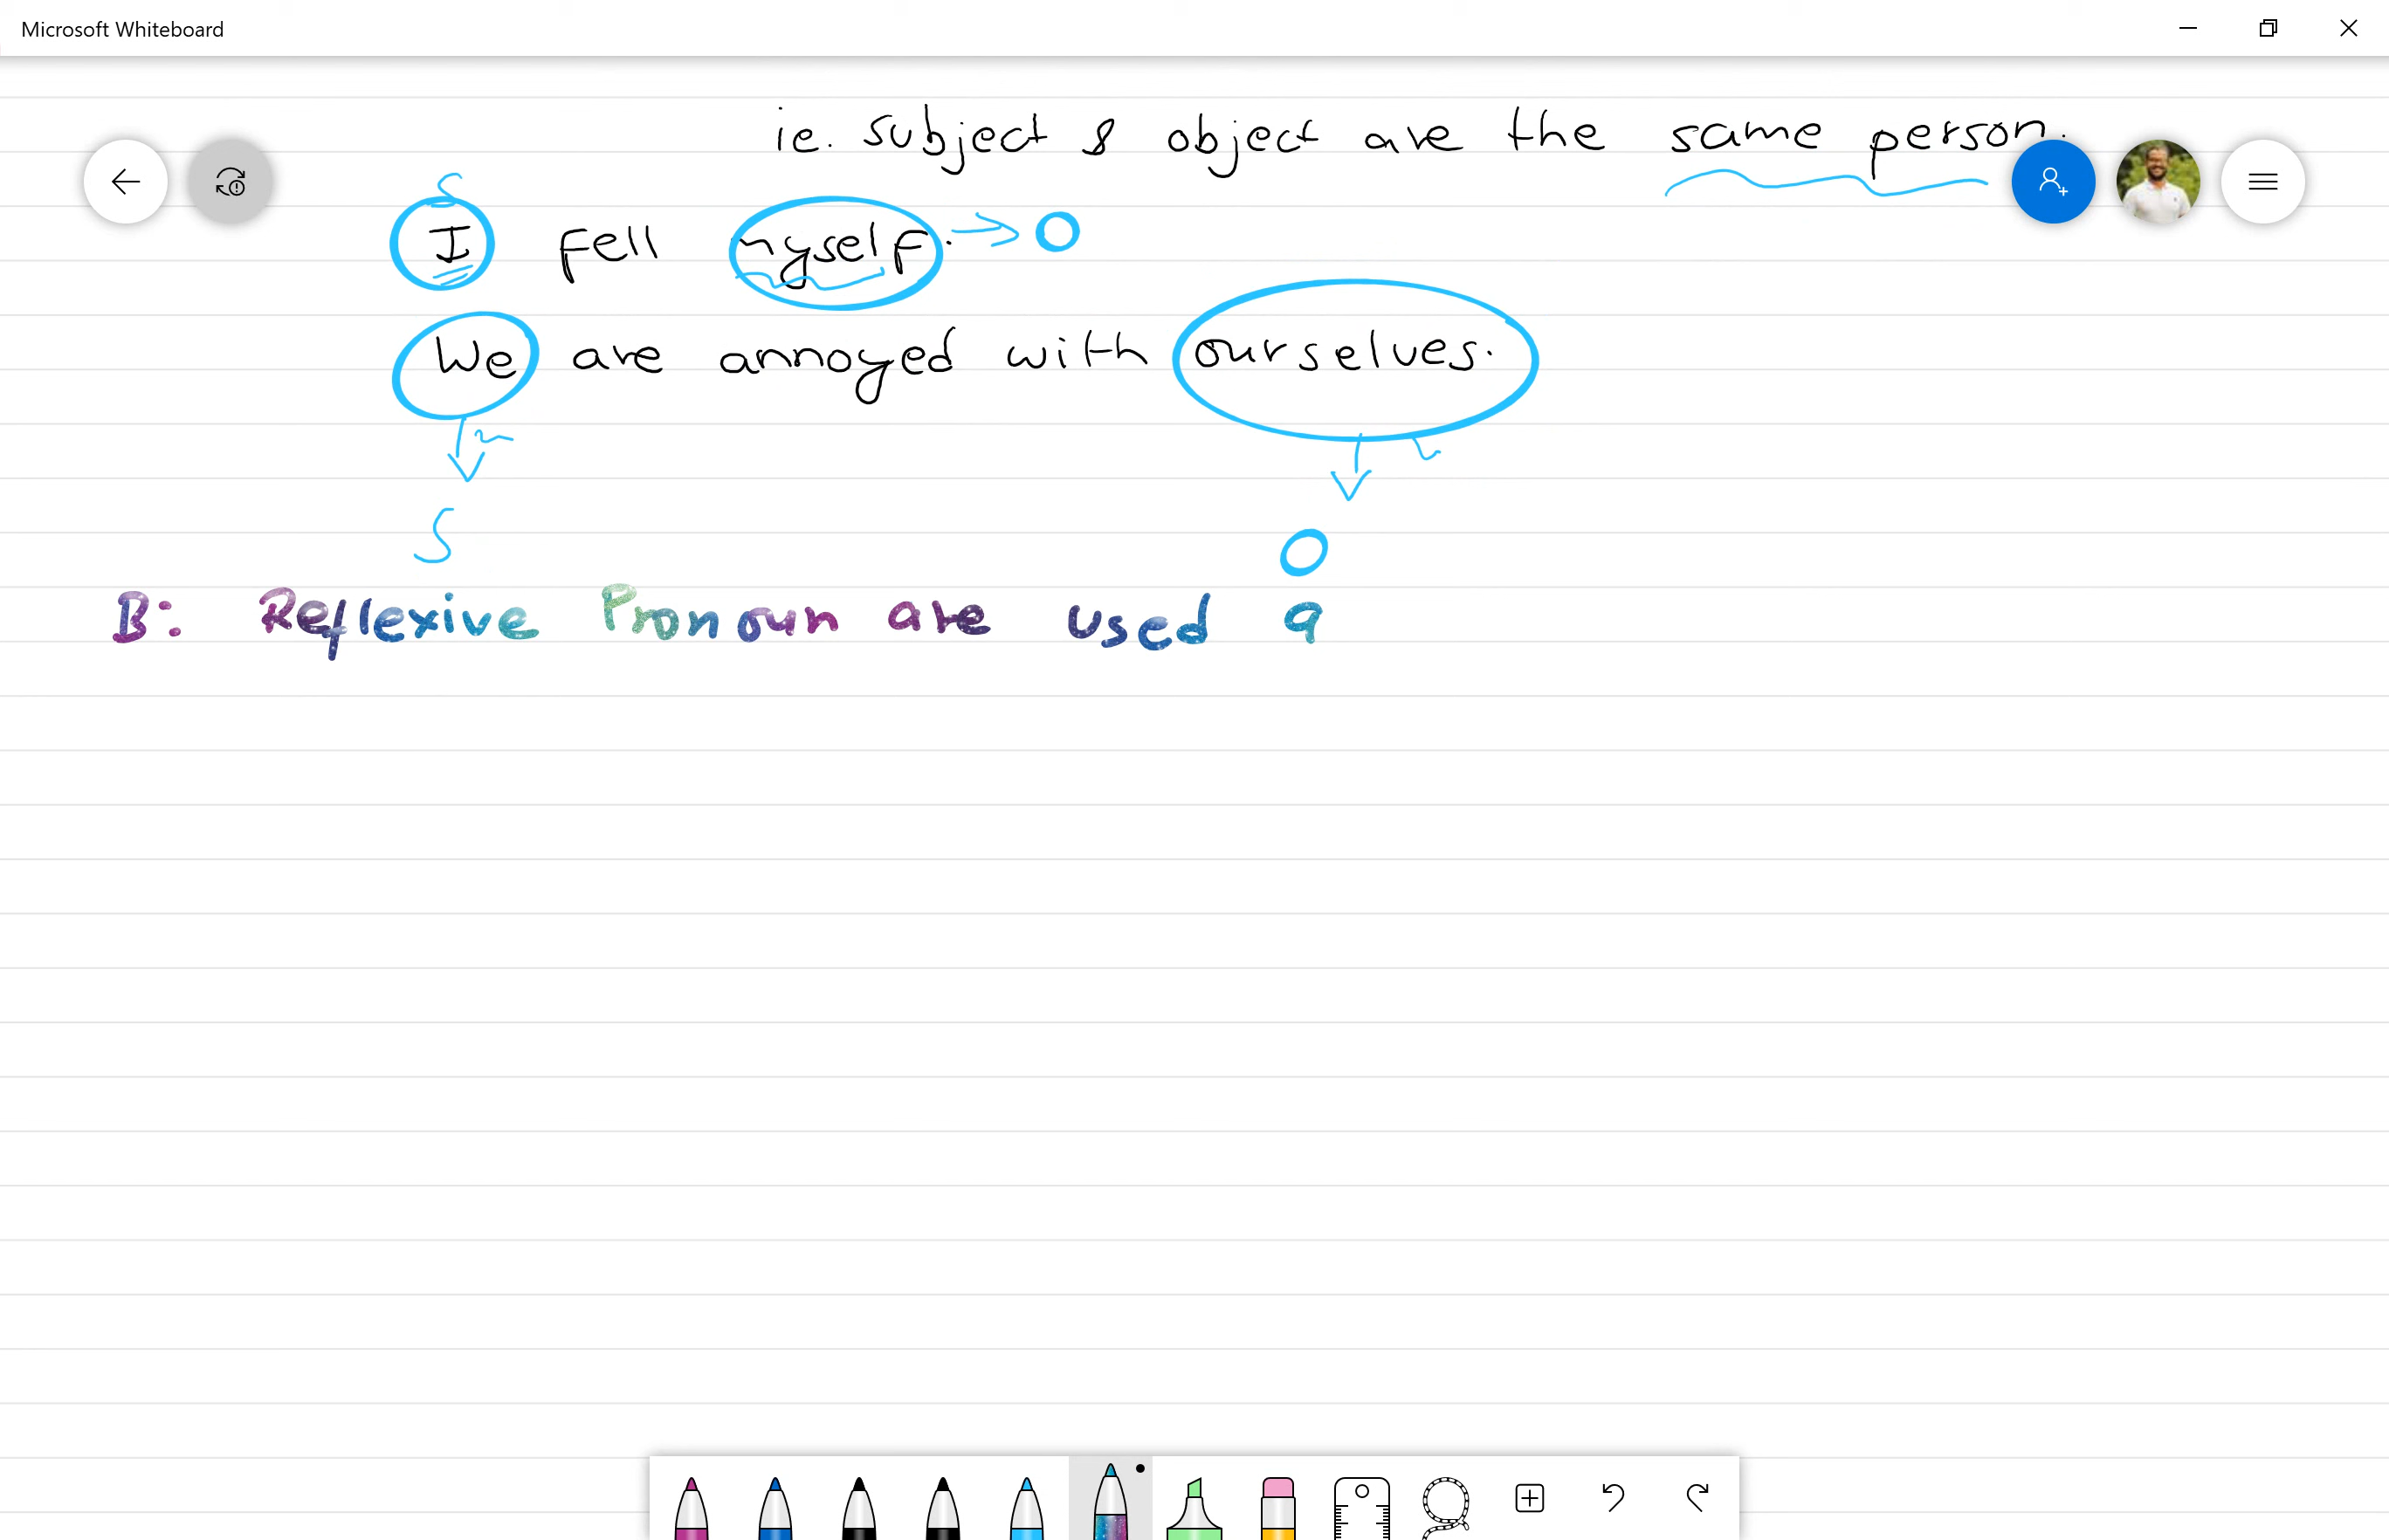 Microsoft Whiteboard
ie. subject & object are the same person.
S
I fell myself. → O
We are annoyed with ourselves.
S O
B: Reflexive Pronoun are used a